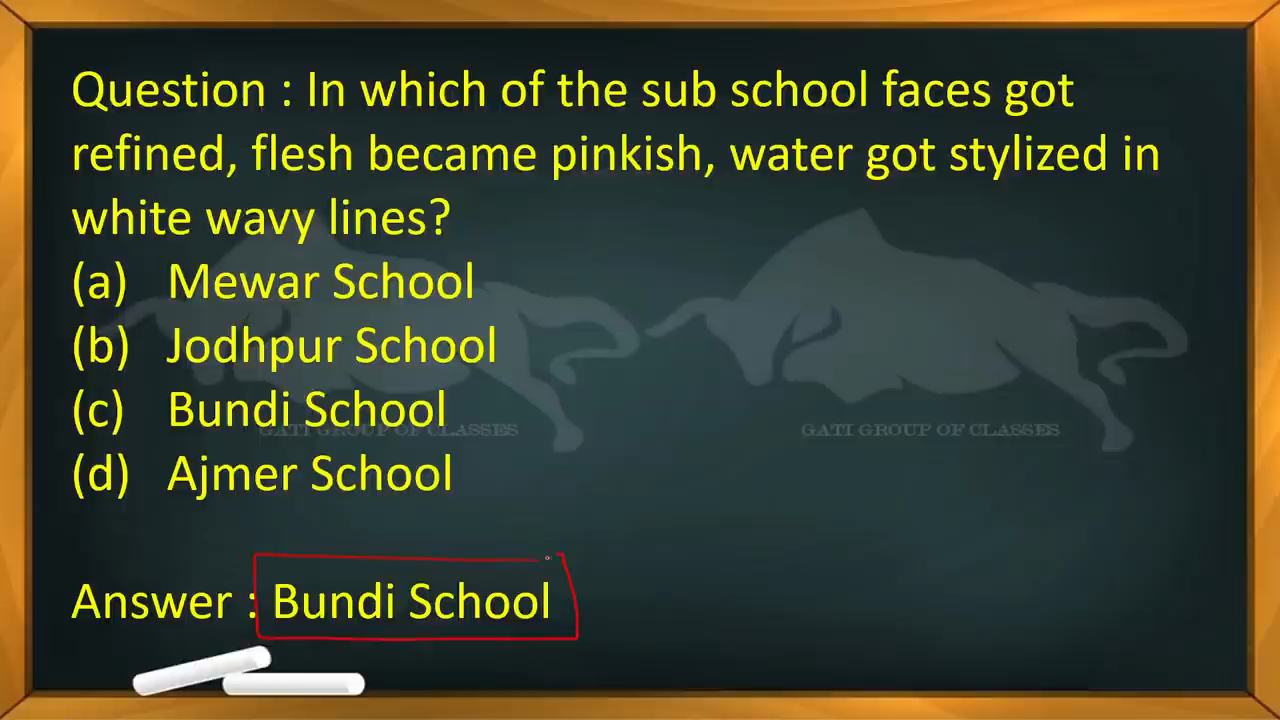 Question : In which of the sub school faces got
refined, flesh became pinkish, water got stylized in
white wavy lines?
(a) Mewar School
(b) Jodhpur School
(c) Bundi School
GATI GROUP OF CLASSES GATI GROUP OF CLASSES
(d) Ajmer School
Answer : Bundi School